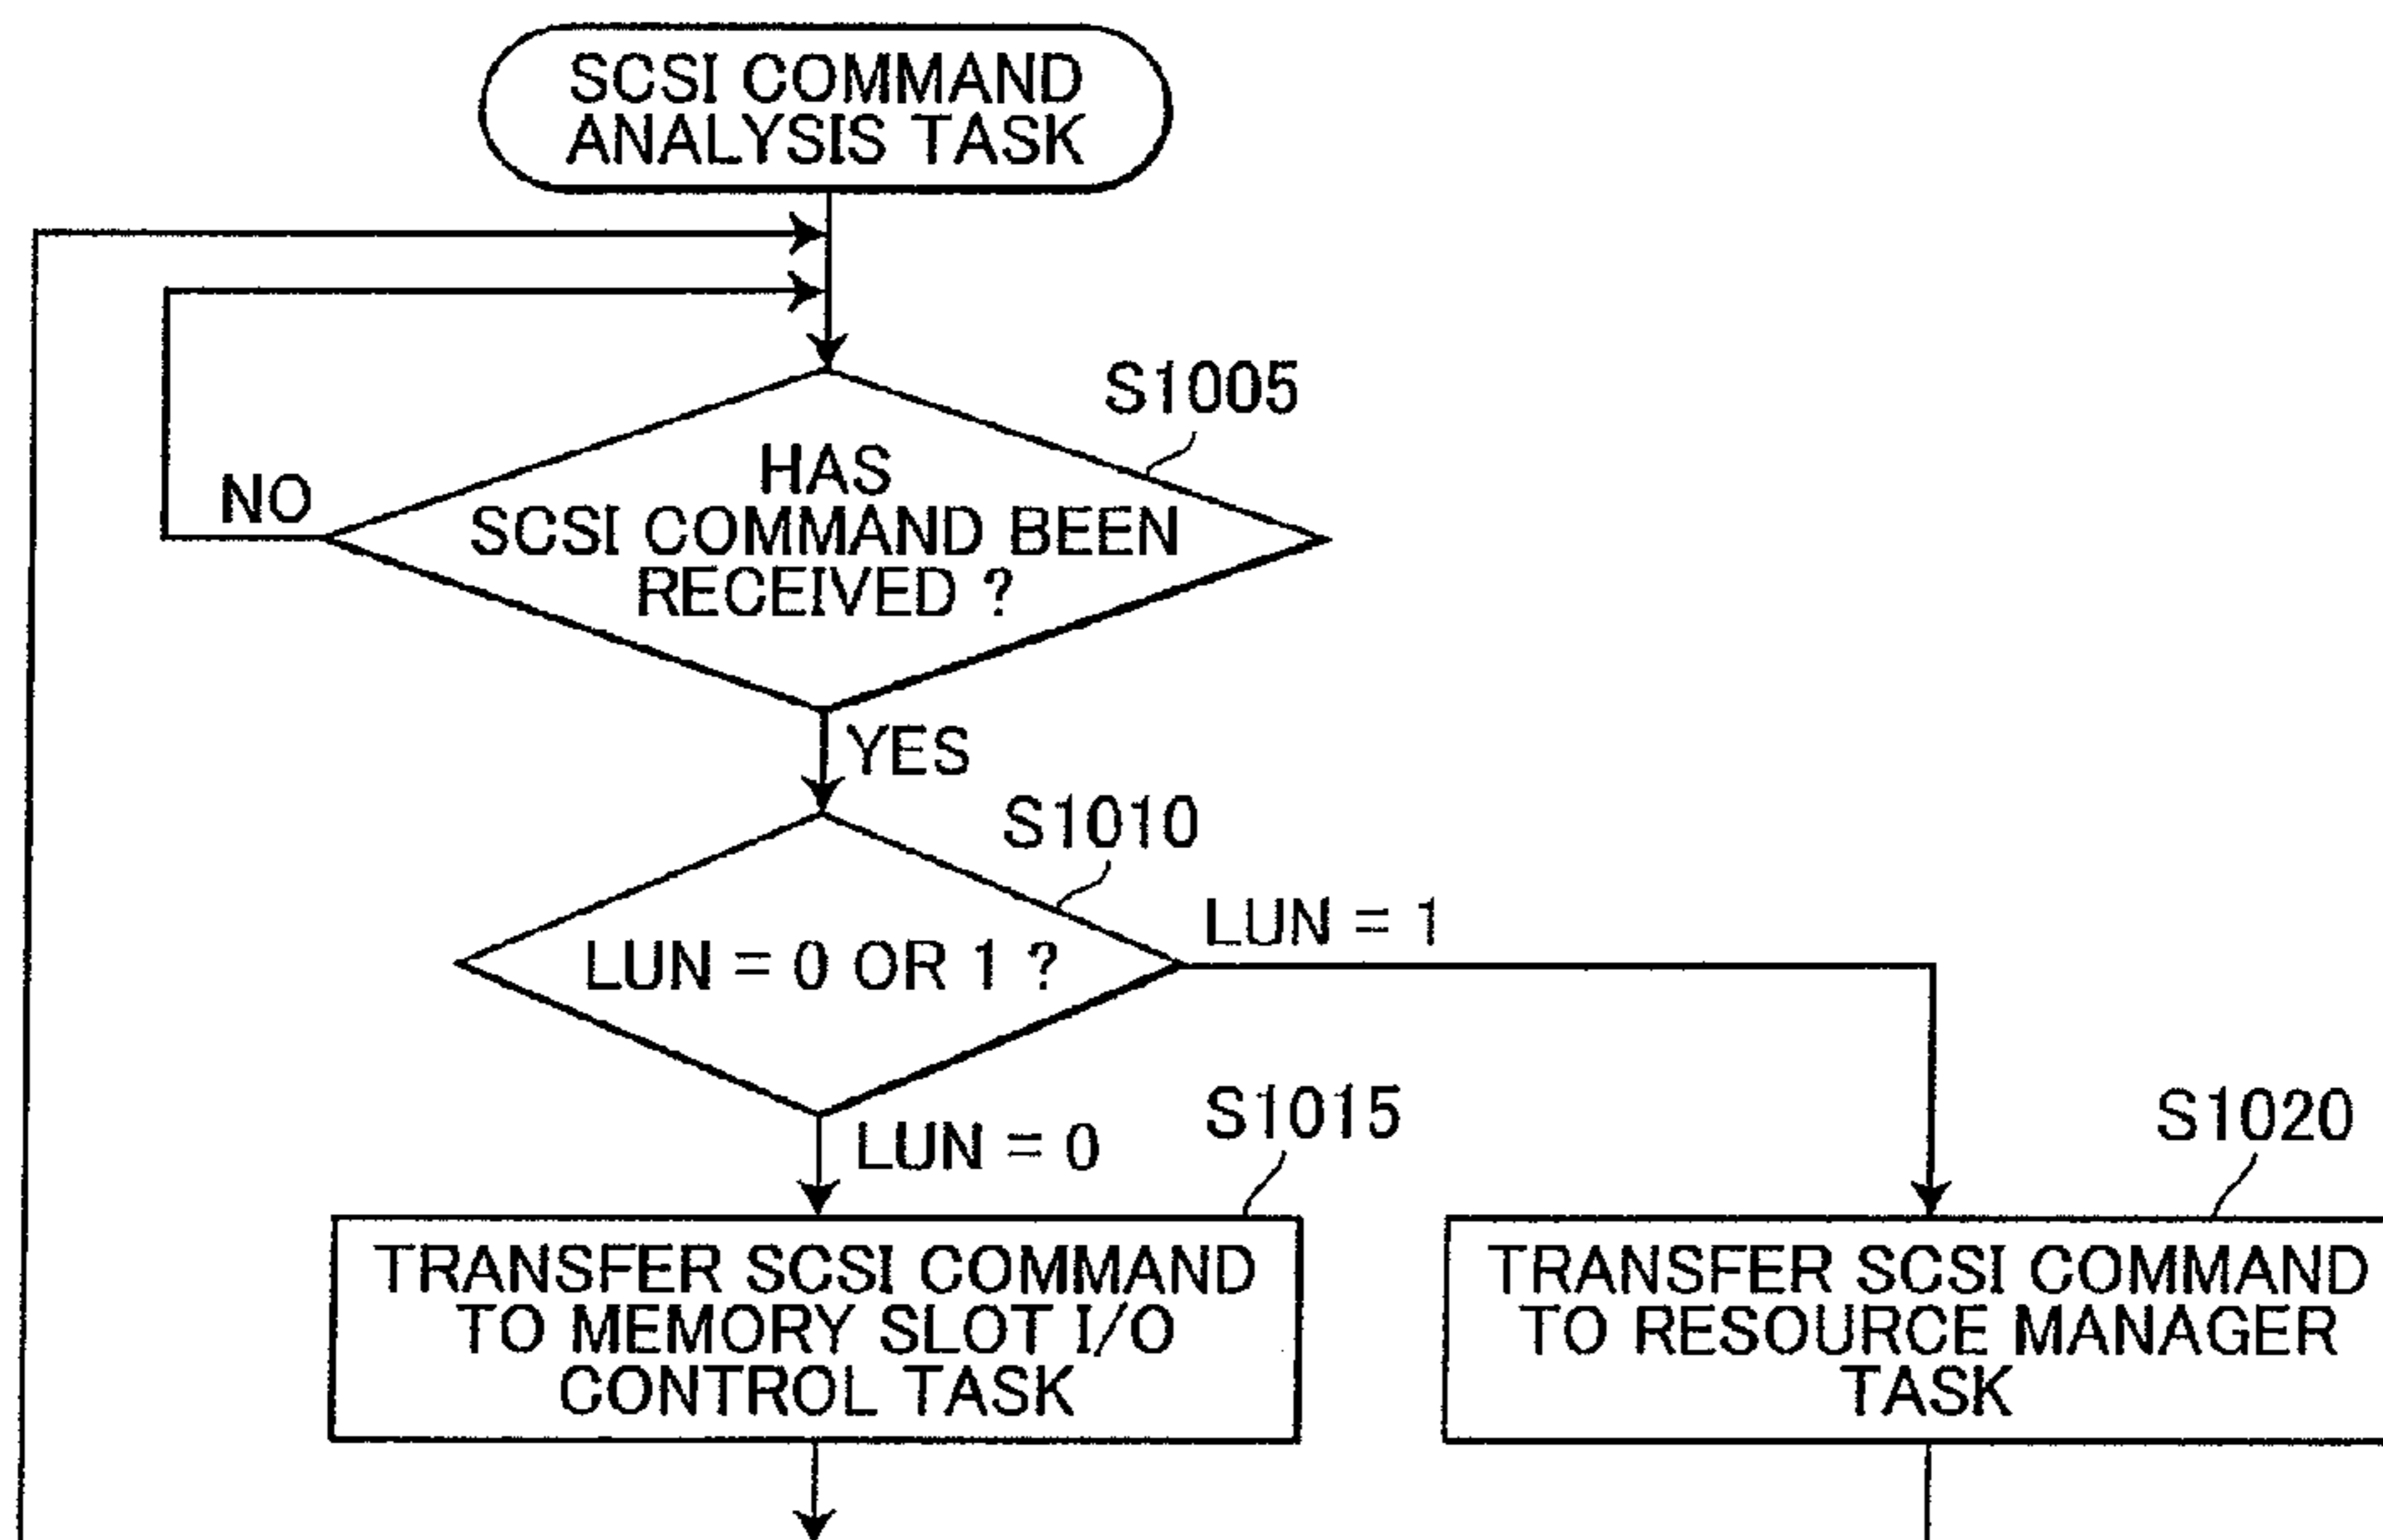 SCSI COMMAND
ANALYSIS TASK
S1005
HAS
SCSI COMMAND BEEN
RECEIVED ?
NO
YES
S1010
LUN = 0 OR 1 ?
LUN = 1
LUN = 0
S1015
S1020
TRANSFER SCSI COMMAND
TO MEMORY SLOT I/O
CONTROL TASK
TRANSFER SCSI COMMAND
TO RESOURCE MANAGER
TASK